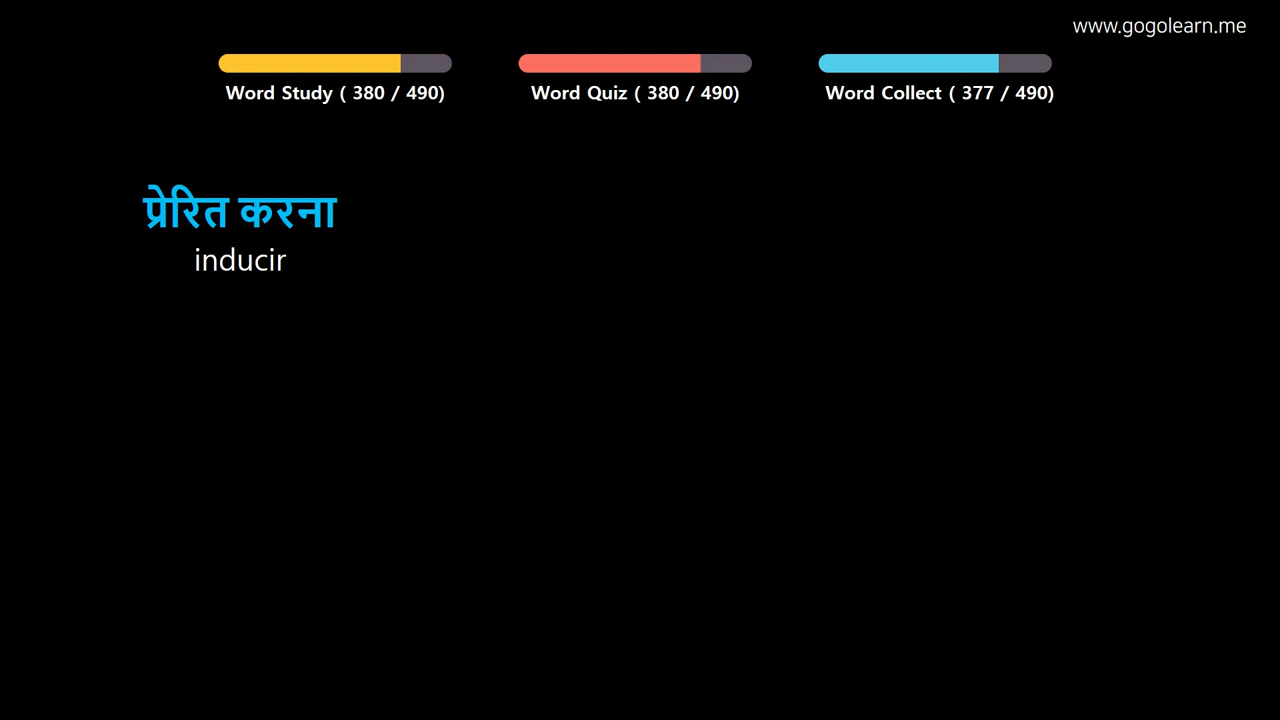 www.gogolearn.me
Word Study ( 380 / 490)
Word Quiz ( 380 / 490)
Word Collect ( 377 / 490)
प्रेरित करना
inducir